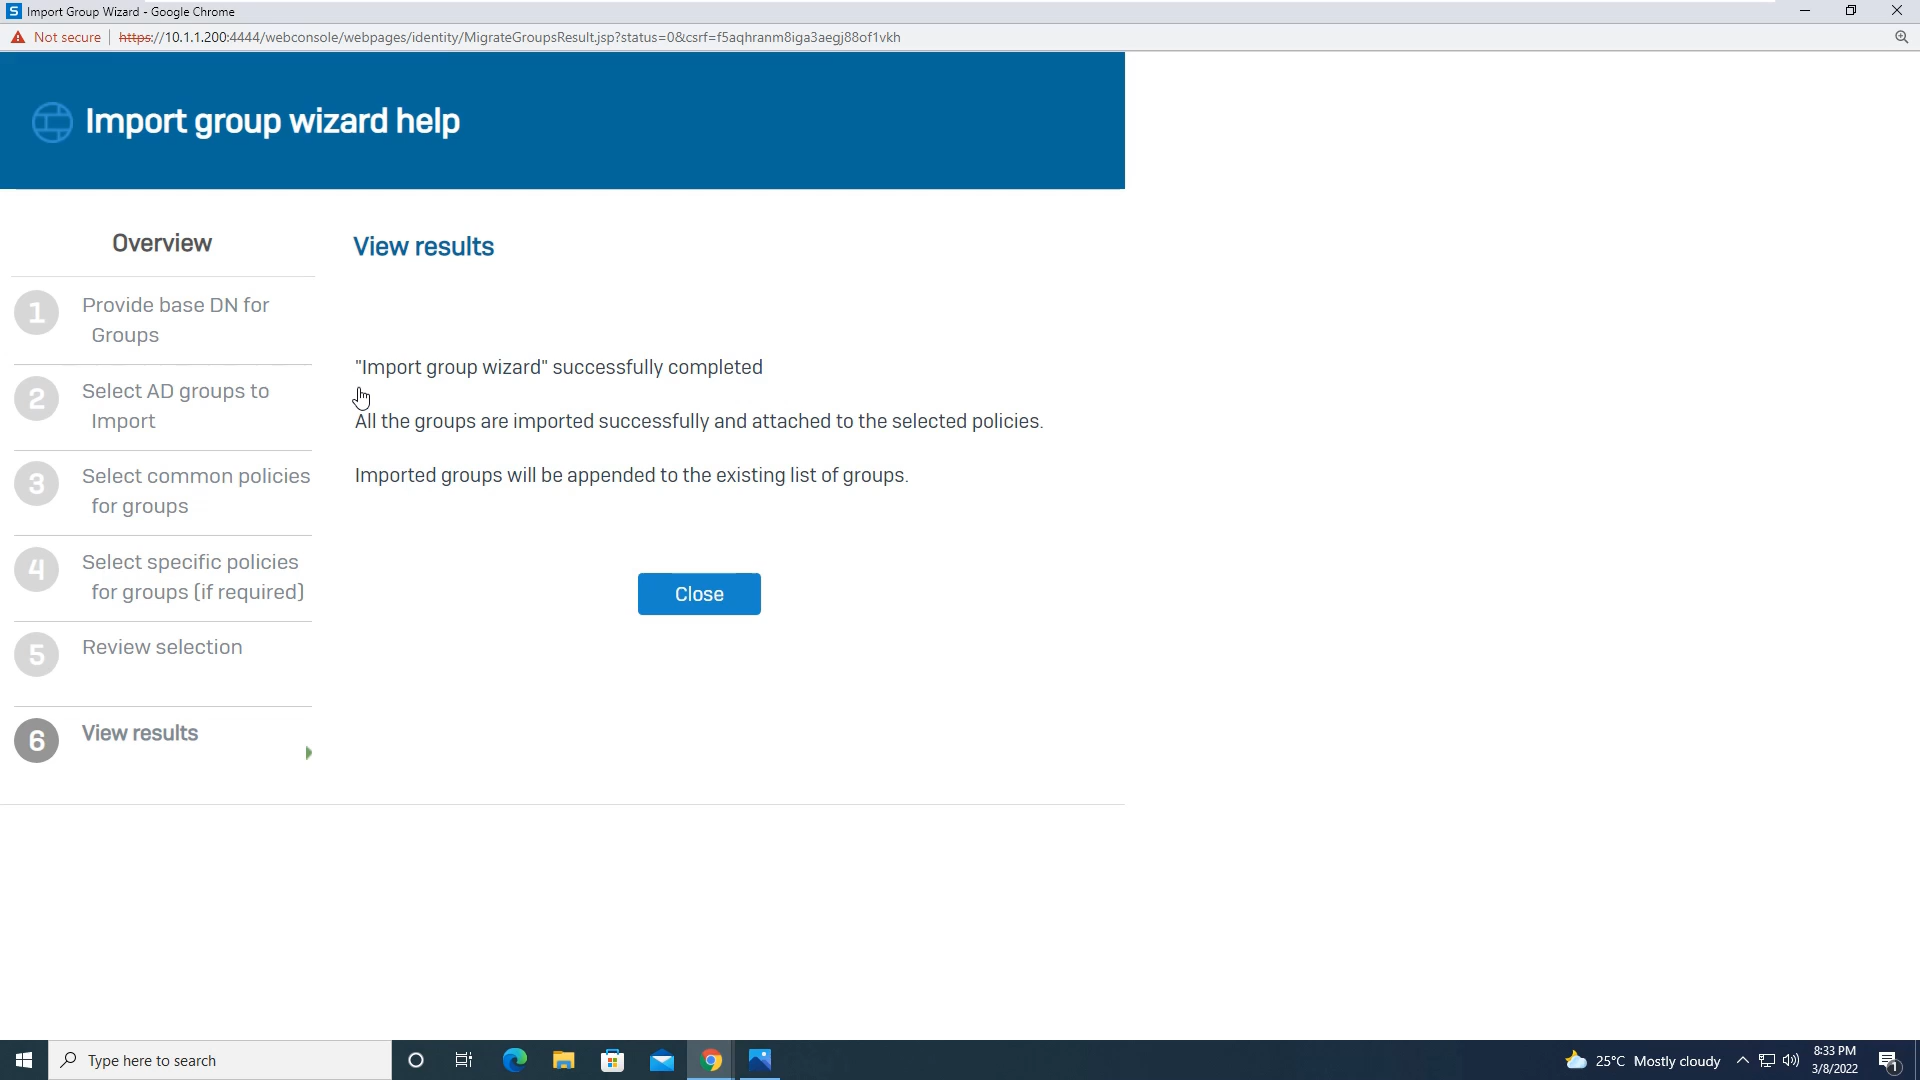 S Import Group Wizard - Google Chrome
Not secure | https://10.1.1.200:4444/webconsole/webpages/identity/MigrateGroupsResult.jsp?status=0&csrf=f5aqhranm8iga3aegj88of1vkh
Import group wizard help
Overview
1 Provide base DN for
Groups
2 Select AD groups to
Import
3 Select common policies
for groups
4 Select specific policies
for groups (if required)
5 Review selection
6 View results
View results
"Import group wizard" successfully completed
All the groups are imported successfully and attached to the selected policies.
Imported groups will be appended to the existing list of groups.
Close
Type here to search
25°C Mostly cloudy
8:33 PM
3/8/2022
1